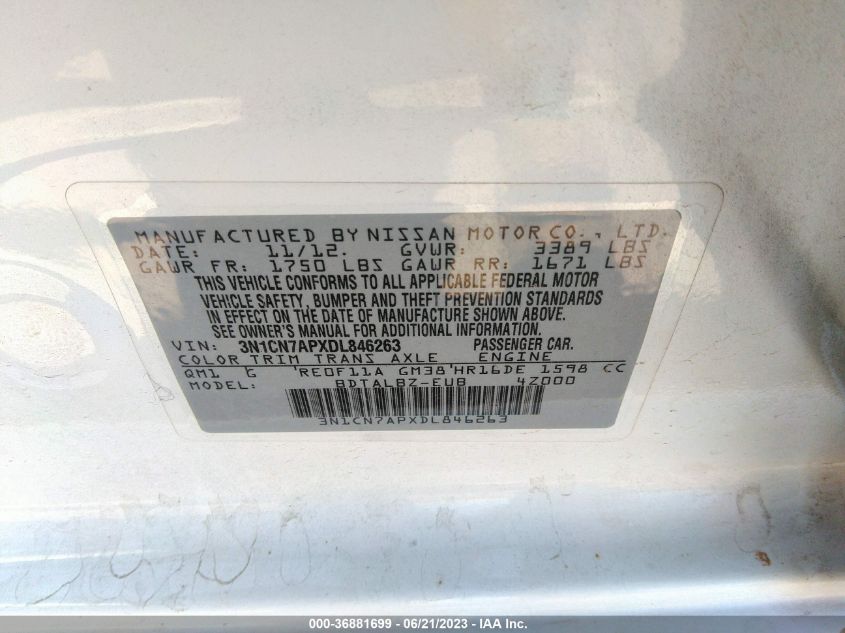 MANUFACTURED BY NISSAN MOTOR CO., LTD.
DATE: 11/12. GVWR: 3389 LBS
GAWR FR: 1750 LBS GAWR RR: 1671 LBS
THIS VEHICLE CONFORMS TO ALL APPLICABLE FEDERAL MOTOR
VEHICLE SAFETY, BUMPER AND THEFT PREVENTION STANDARDS
IN EFFECT ON THE DATE OF MANUFACTURE SHOWN ABOVE.
SEE OWNER'S MANUAL FOR ADDITIONAL INFORMATION.
VIN: 3N1CN7APXDL846263 PASSENGER CAR.
COLOR TRIM TRANS AXLE ENGINE
QM1 G 'RE0F11A GM38'HR16DE 1598 CC
MODEL: BDTALBZ-EUB 4Z000
3N1CN7APXDL846263
000-36881699 - 06/21/2023 - IAA Inc.